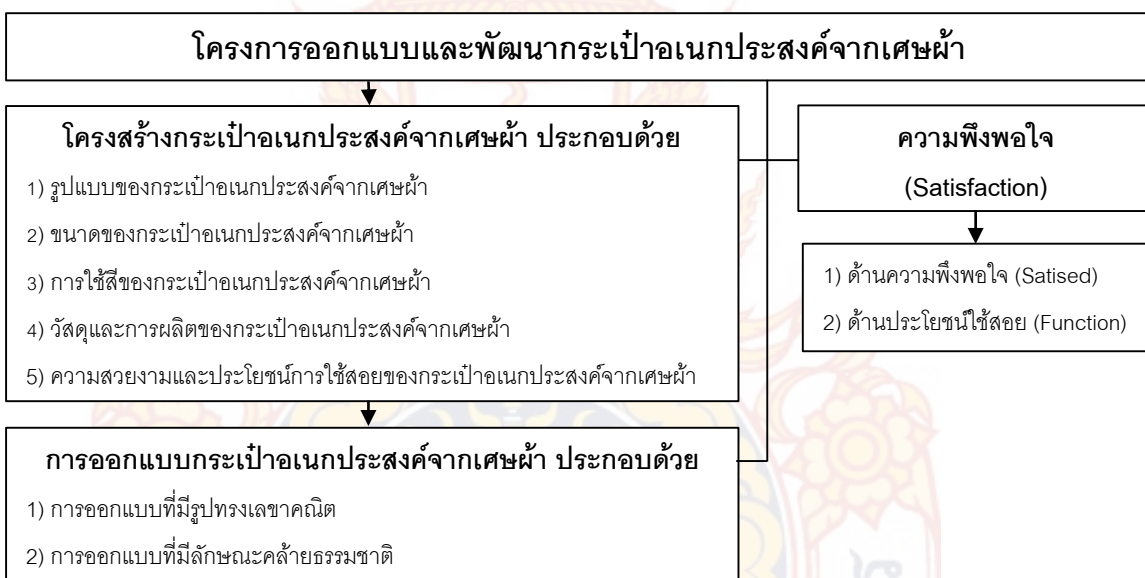 โครงการออกแบบและพัฒนากระเป๋าอเนกประสงค์จากเศษผ้า
โครงสร้างกระเป๋าอเนกประสงค์จากเศษผ้า ประกอบด้วย
1) รูปแบบของกระเป๋าอเนกประสงค์จากเศษผ้า
2) ขนาดของกระเป๋าอเนกประสงค์จากเศษผ้า
3) การใช้สีของกระเป๋าอเนกประสงค์จากเศษผ้า
4) วัสดุและการผลิตของกระเป๋าอเนกประสงค์จากเศษผ้า
5) ความสวยงามและประโยชน์การใช้สอยของกระเป๋าอเนกประสงค์จากเศษผ้า
ความพึงพอใจ
(Satisfaction)
1) ด้านความพึงพอใจ (Satised)
2) ด้านประโยชน์ใช้สอย (Function)
การออกแบบกระเป๋าอเนกประสงค์จากเศษผ้า ประกอบด้วย
1) การออกแบบที่มีรูปทรงเลขาคณิต
2) การออกแบบที่มีลักษณะคล้ายธรรมชาติ